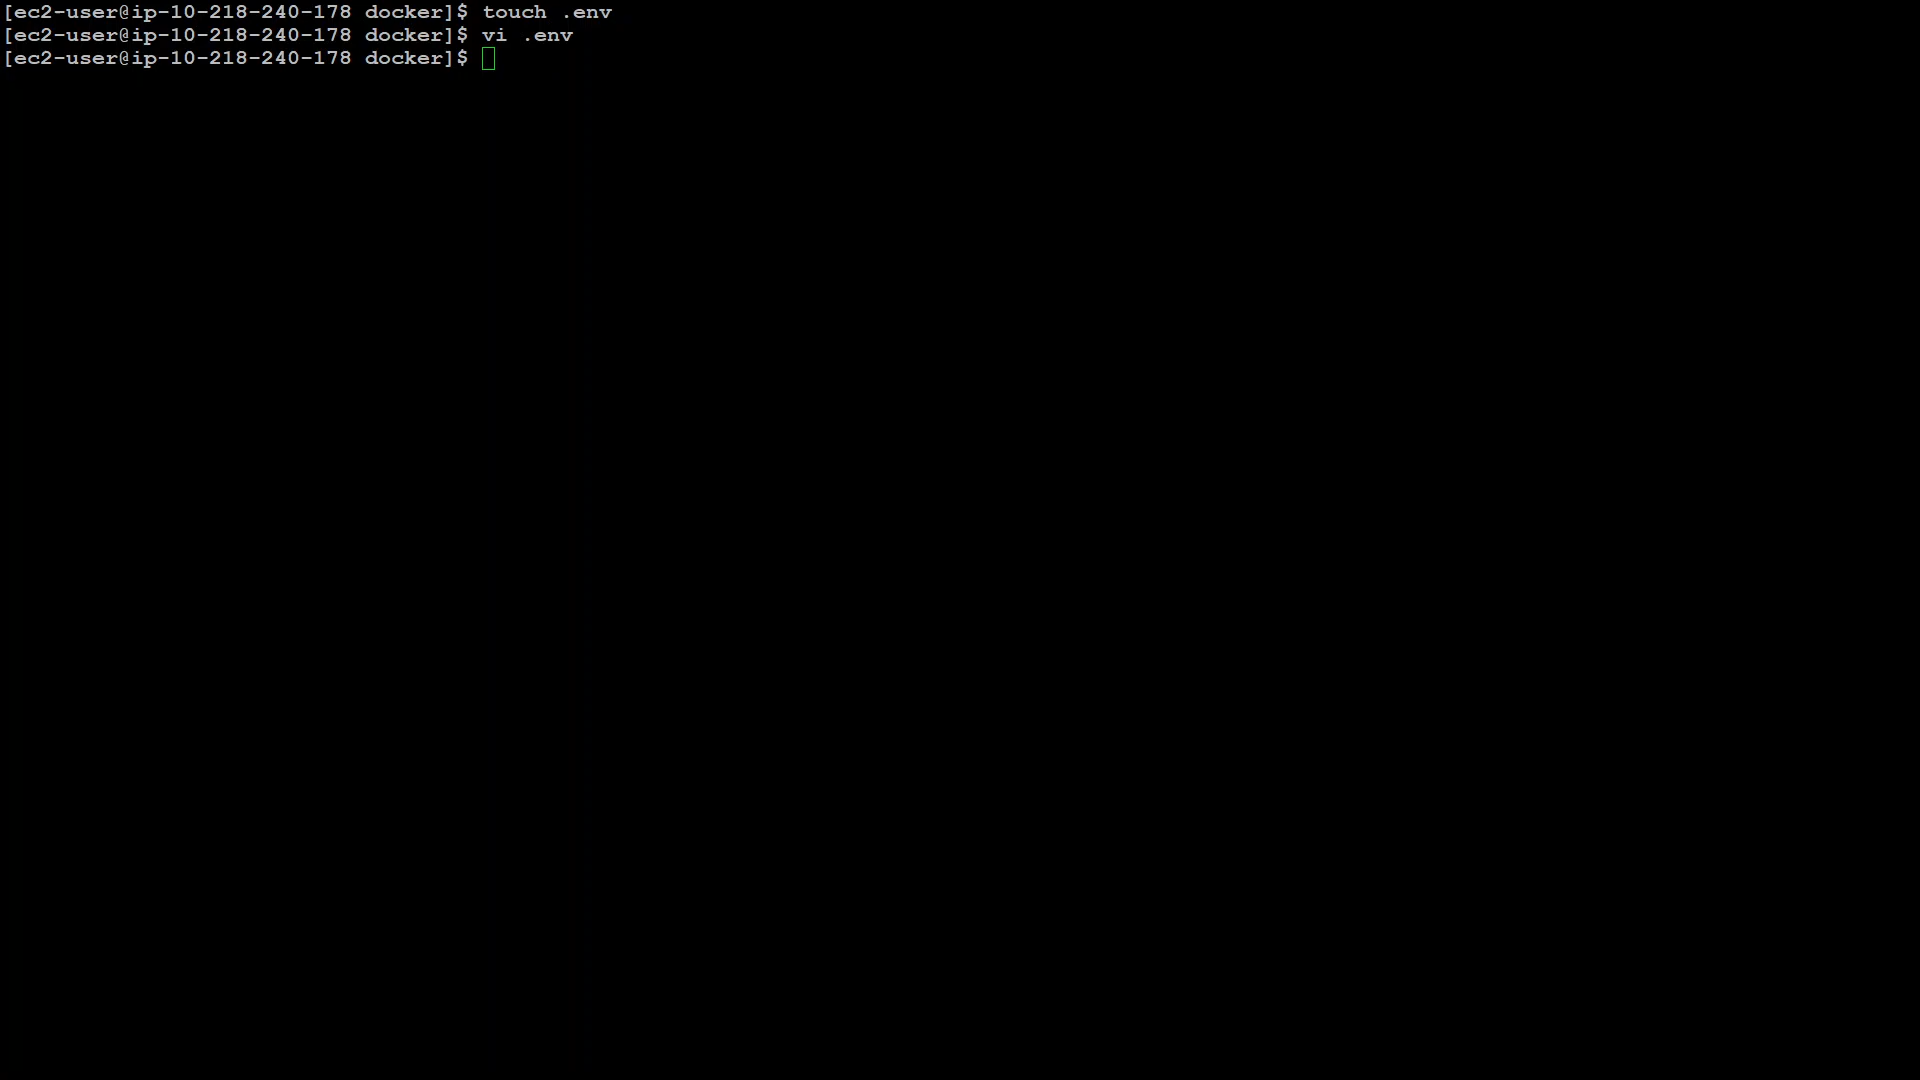 [ec2-user@ip-10-218-240-178 docker]$ touch .env
[ec2-user@ip-10-218-240-178 docker]$ vi .env
[ec2-user@ip-10-218-240-178 docker]$